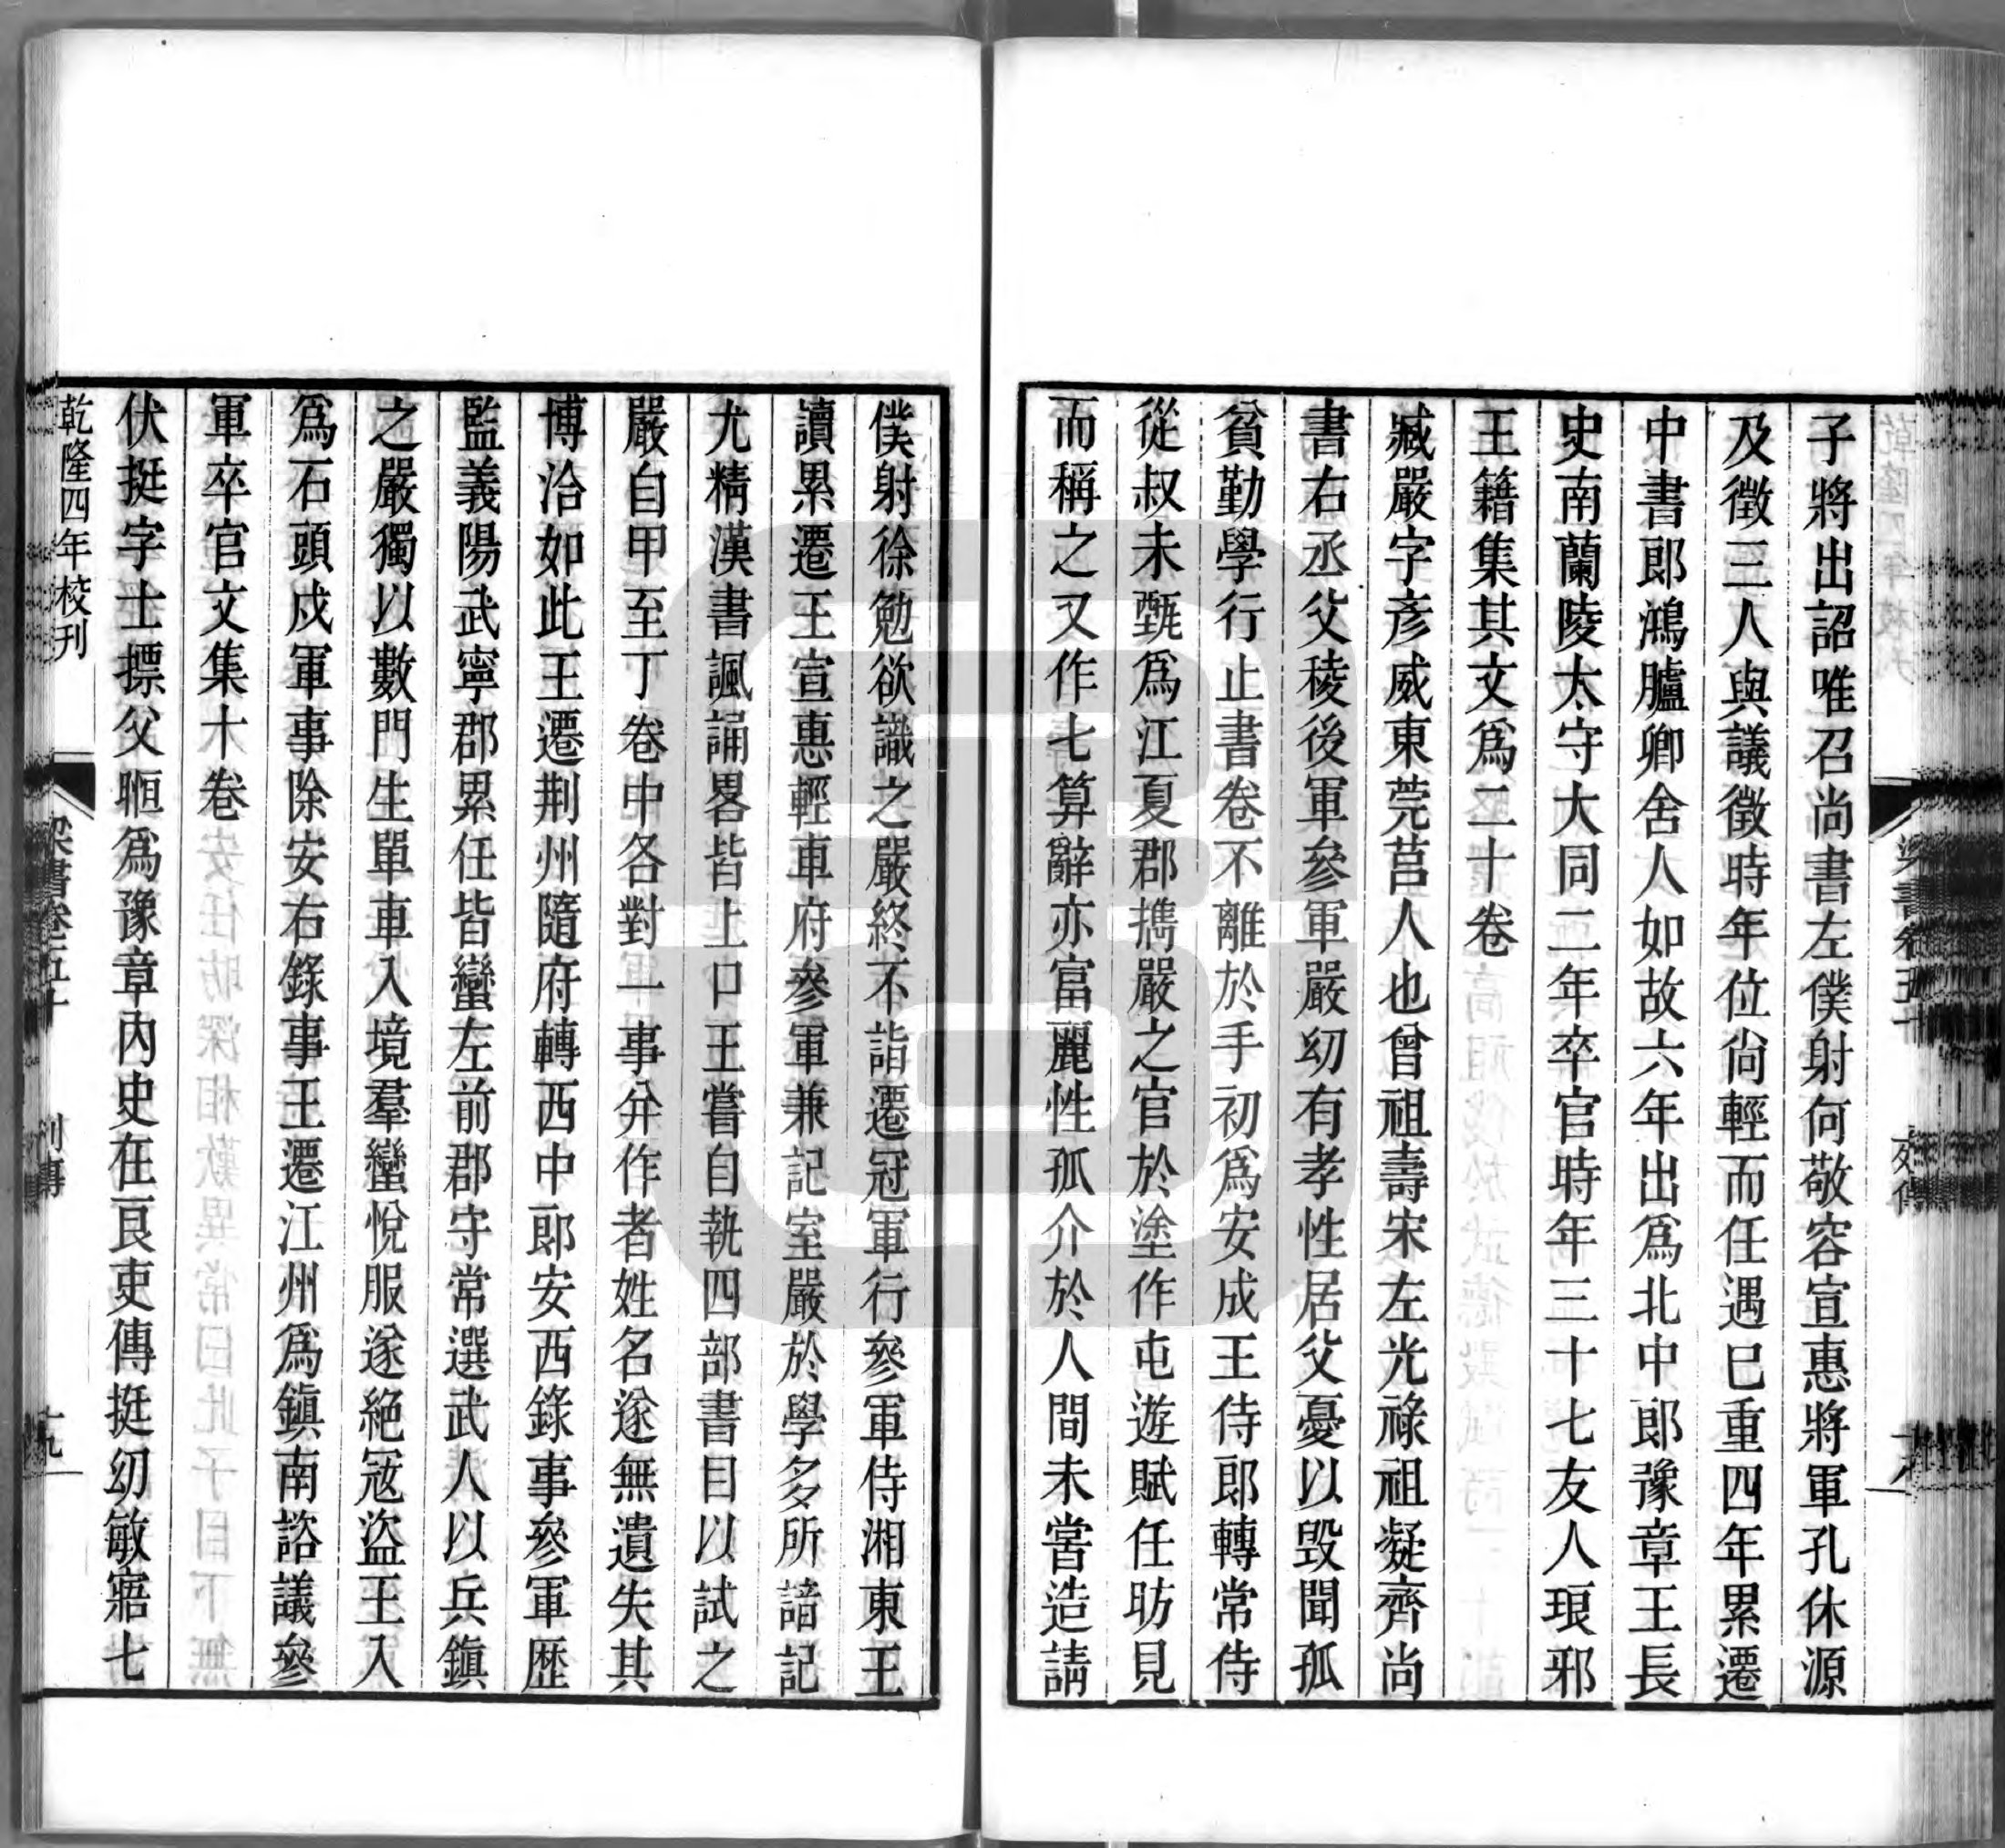 子將出詔唯召尚書左僕射何敬容宣惠將軍孔休源
及徵三人與議徵時年位尙輕而任遇已重四年累遷
中書郎鴻臚卿舍人如故六年出爲北中郎豫章王長
史南蘭陵太守大同二年卒官時年三十七友人琅邪
王籍集其文爲二十卷
臧嚴字彥威東莞莒人也曾祖壽宋左光祿祖凝齊尚
書右丞父稜後軍參軍嚴幼有孝性居父憂以毀聞孤
貧勤學行止書卷不離於手初爲安成王侍郎轉常侍
從叔未甄爲江夏郡攜嚴之官於塗作屯遊賦任昉見
而稱之又作七算辭亦富麗性孤介於人間未嘗造請
僕射徐勉欲識之嚴終不詣遷冠軍行參軍侍湘東王
讀累遷王宣惠輕車府參軍兼記室嚴於學多所諳記
尤精漢書諷誦畧皆上口王嘗自執四部書目以試之
嚴自甲至丁卷中各對一事幷作者姓名遂無遺失其
博洽如此王遷荆州隨府轉西中郎安西錄事參軍歷
監義陽武寧郡累任皆蠻左前郡守常選武人以兵鎭
之嚴獨以數門生單車入境羣蠻悅服遂絕冦盜王入
爲石頭戍軍事除安右錄事王遷江州爲鎭南諮議參
軍卒官文集十卷
伏挺字士摽父暅爲豫章內史在良吏傳挺幼敏寤七
乾隆四年校刊
梁書卷五十
列傳
十九